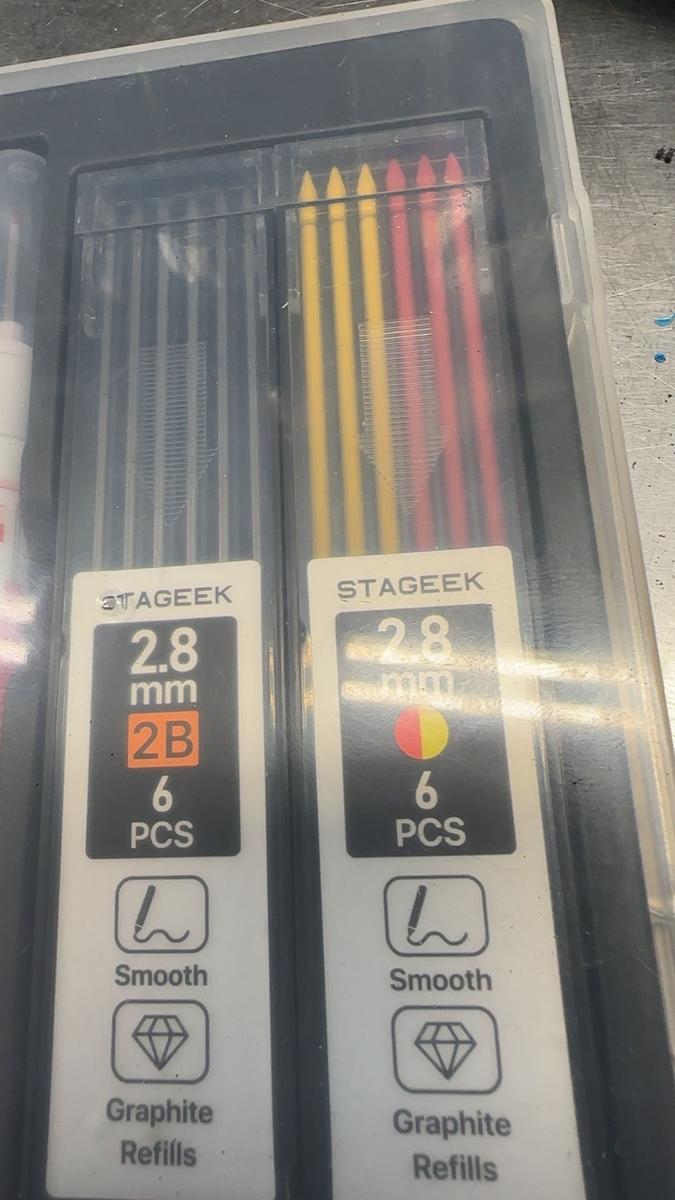 STAGEEK
2.8
mm
2B
6
PCS
Smooth
Graphite
Refills
STAGEEK
2.8
mm
6
PCS
Smooth
Graphite
Refills